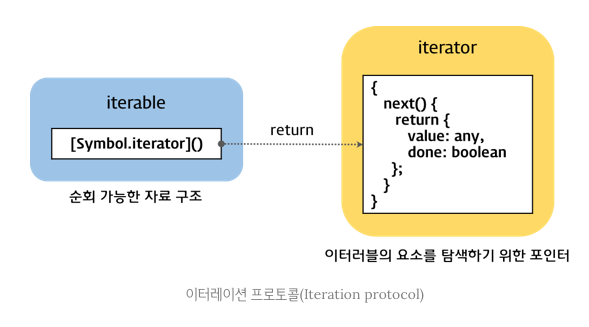 iterable
[Symbol.iterator]()
순회 가능한 자료 구조
return
iterator
{
next() {
return {
value: any,
done: boolean
};
}
}
이터러블의 요소를 탐색하기 위한 포인터
이터레이션 프로토콜(Iteration protocol)